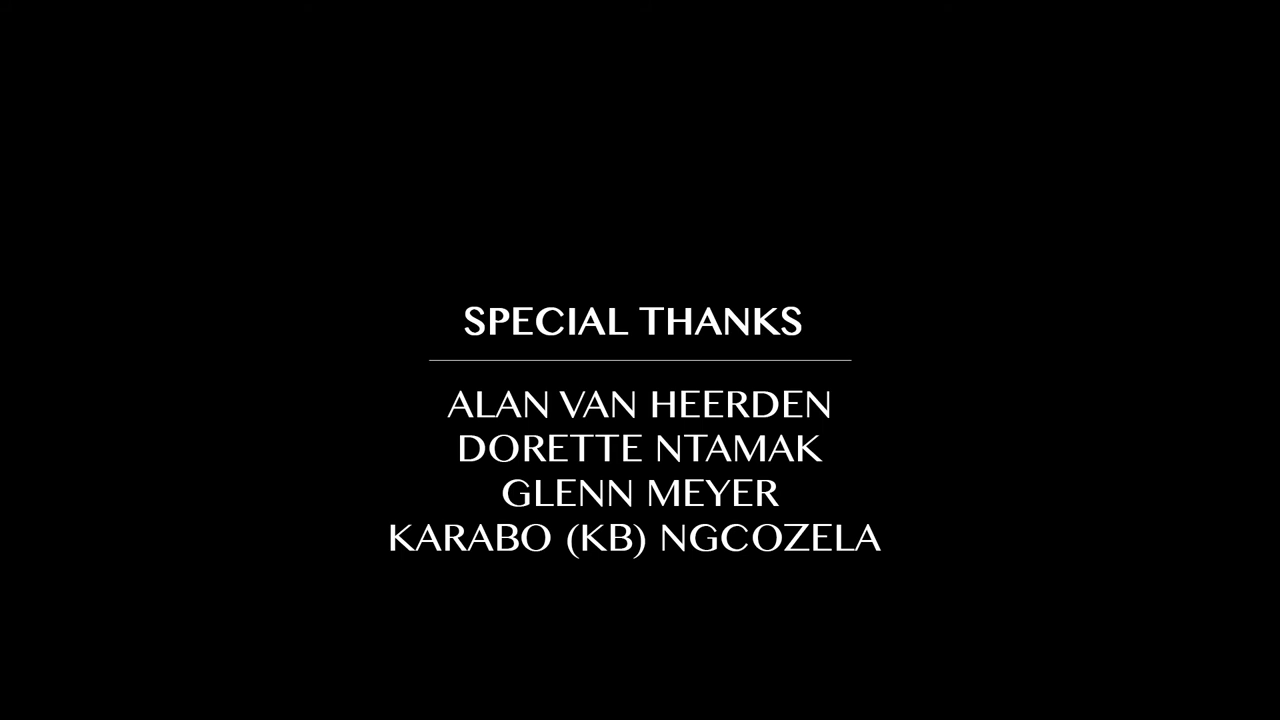 SPECIAL THANKS
ALAN VAN HEERDEN
DORETTE NTAMAK
GLENN MEYER
KARABO (KB) NGCOZELA